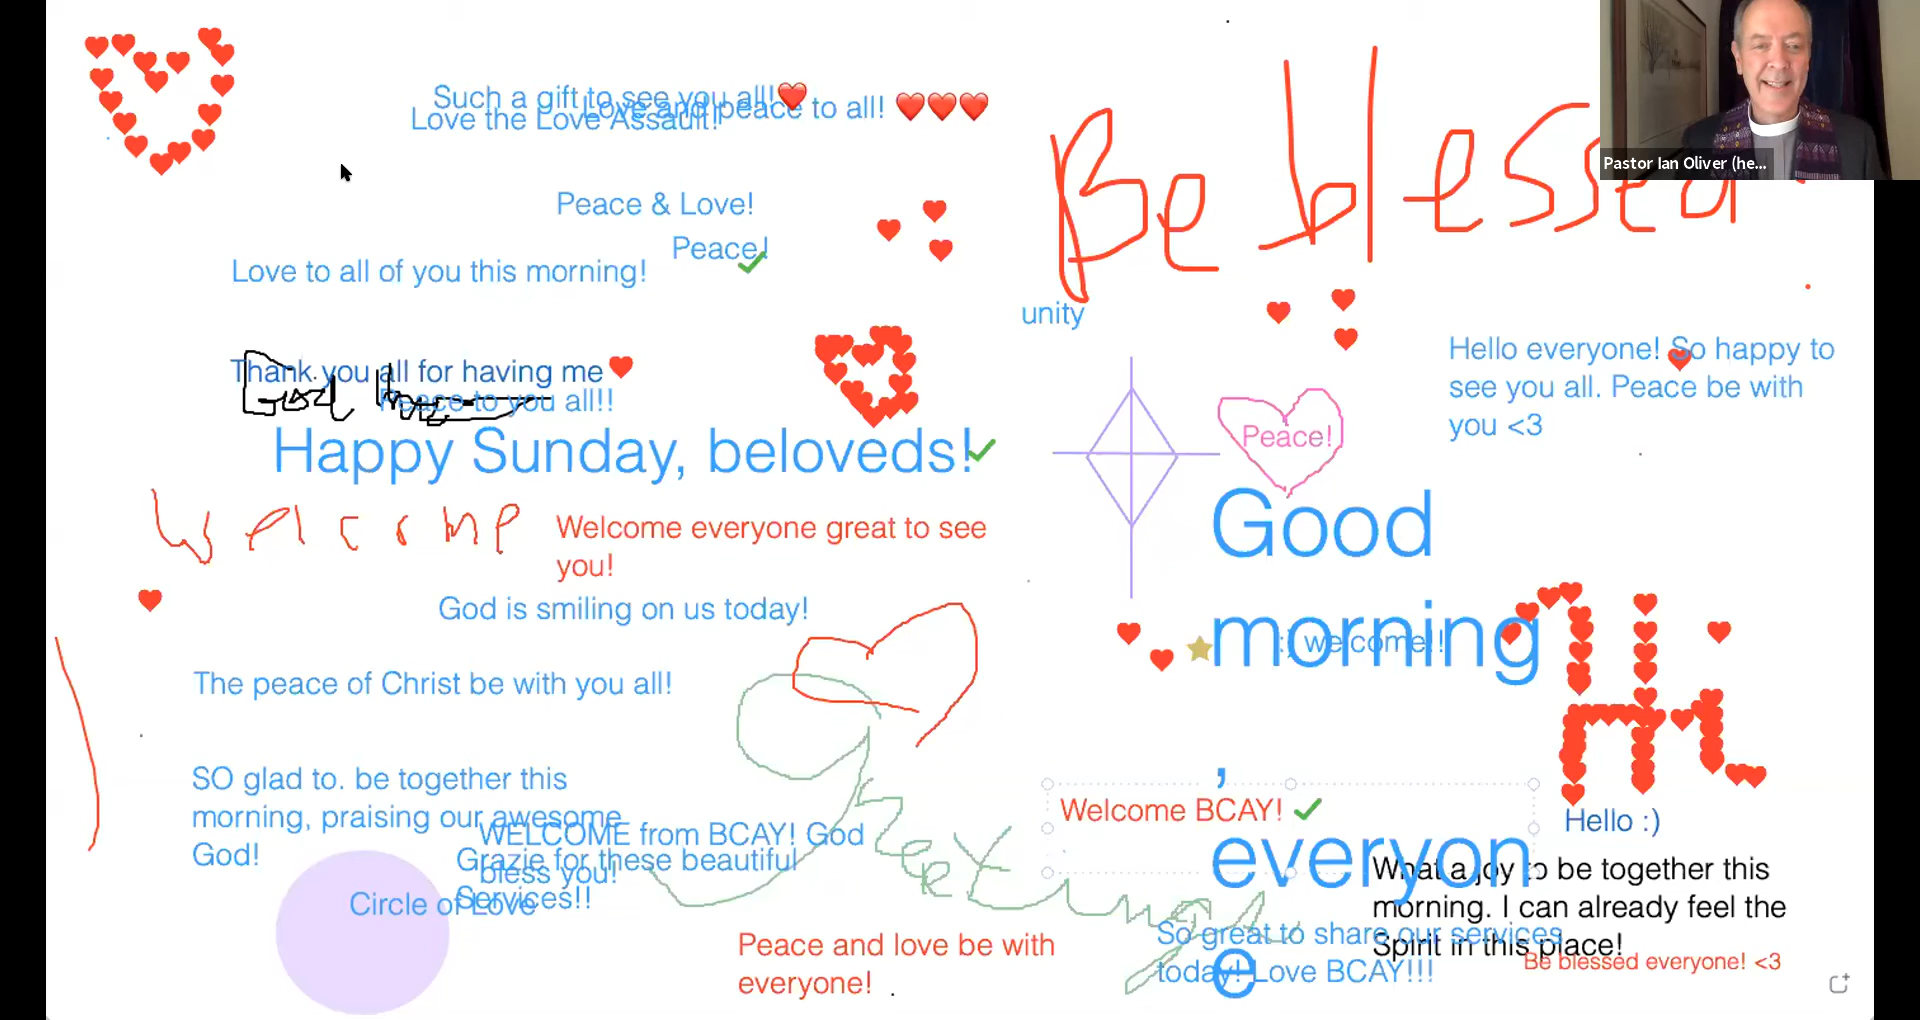 Such a gift to see you all!❤️
Love and peace to all! ❤️❤️❤️
Love the Love Assault!
Be blessed
Pastor Ian Oliver (he...
Peace & Love!
Peace!
Love to all of you this morning!
unity
Hello everyone! So happy to
see you all. Peace be with
you <3
Thank you all for having me
God
Peace to you all!!
Peace!
Happy Sunday, beloveds!
Welcome
Welcome everyone great to see
you!
Good
morning
,
everyon
e
God is smiling on us today!
:) welcome!!
Hi
The peace of Christ be with you all!
SO glad to. be together this
morning, praising our awesome
God!
WELCOME from BCAY! God
bless you!
Grazie for these beautiful
Services!!
Circle of Love
Greetings
Welcome BCAY!
Hello :)
What a joy to be together this
morning. I can already feel the
Spirit in this place!
Peace and love be with
everyone!
So great to share our services
today! Love BCAY!!!
Be blessed everyone! <3